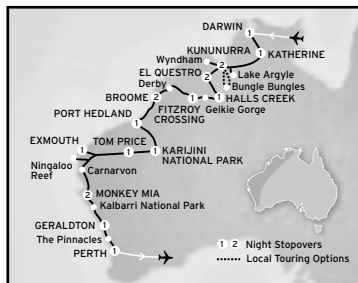 DARWIN
1
KUNUNURRA
Wyndham
2
1
KATHERINE
EL QUESTRO
2
Lake Argyle
Derby
Bungle Bungles
BROOME
2
1
1
HALLS CREEK
FITZROY
CROSSING
Geikie Gorge
PORT HEDLAND
1
EXMOUTH
1
TOM PRICE
1
1
KARIJINI
NATIONAL PARK
Ningaloo
Reef
Carnarvon
2
MONKEY MIA
Kalbarri National Park
GERALDTON
1
The Pinnacles
PERTH
1
1 2 Night Stopovers
Local Touring Options